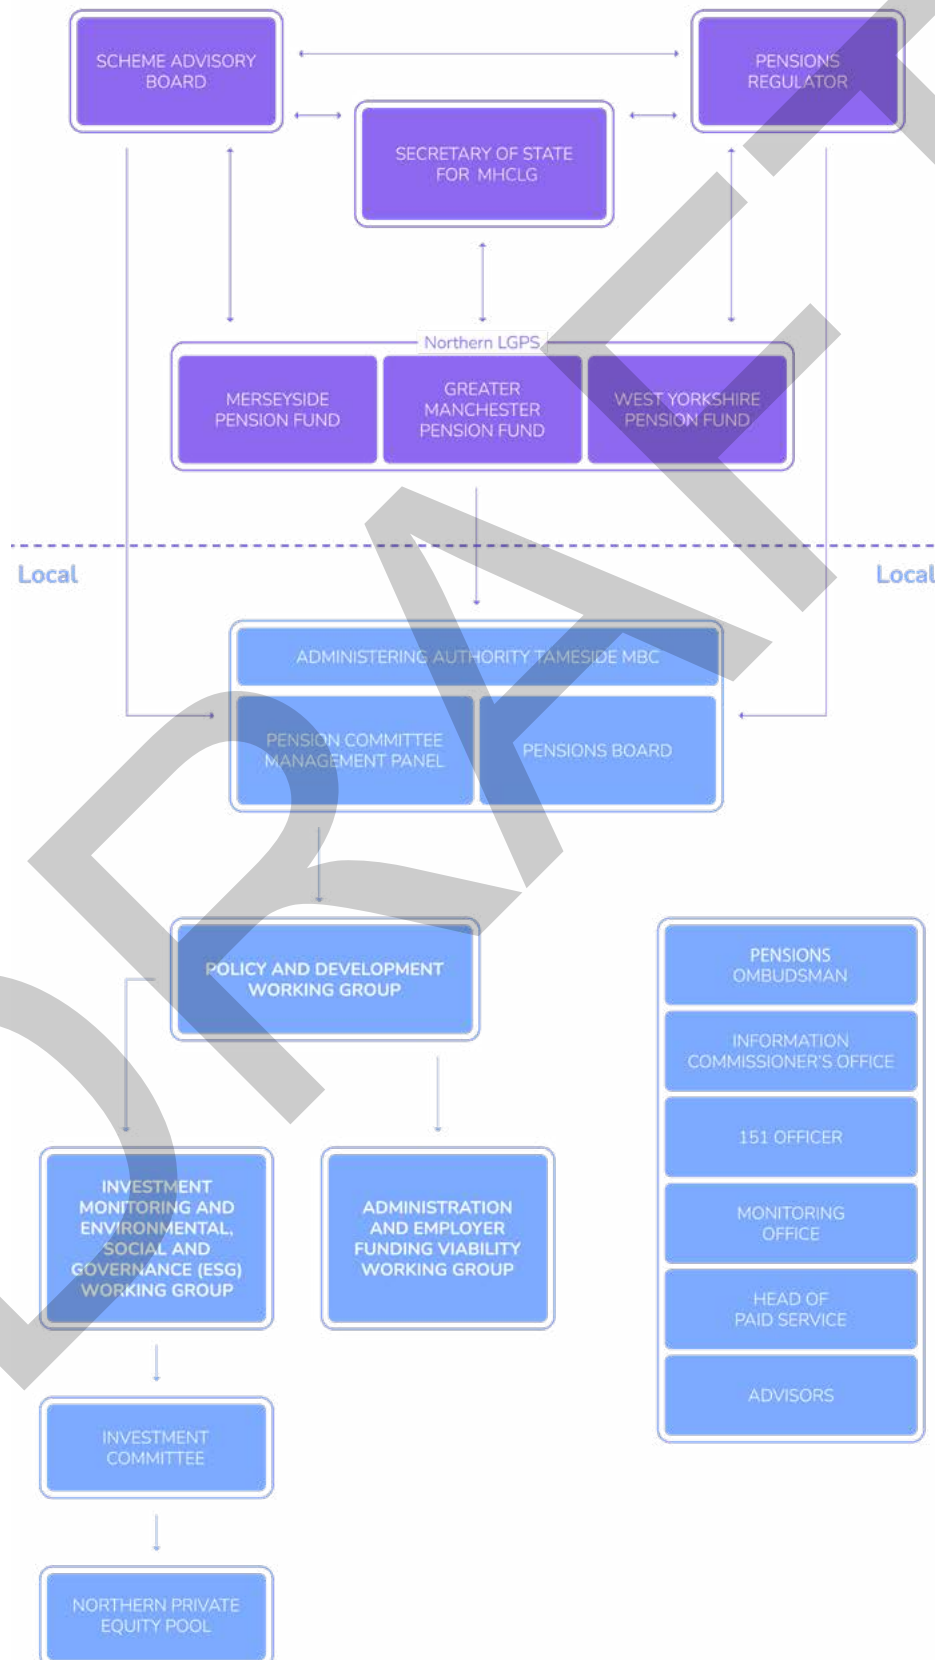 SCHEME ADVISORY
BOARD
PENSIONS
REGULATOR
SECRETARY OF STATE
FOR MHCLG
Northern LGPS
MERSEYSIDE
PENSION FUND
GREATER
MANCHESTER
PENSION FUND
WEST YORKSHIRE
PENSION FUND
Local
Local
ADMINISTERING AUTHORITY TAMESIDE MBC
PENSION COMMITTEE
MANAGEMENT PANEL
PENSIONS BOARD
POLICY AND DEVELOPMENT
WORKING GROUP
INVESTMENT
MONITORING AND
ENVIRONMENTAL,
SOCIAL AND
GOVERNANCE (ESG)
WORKING GROUP
ADMINISTRATION
AND EMPLOYER
FUNDING VIABILITY
WORKING GROUP
INVESTMENT
COMMITTEE
NORTHERN PRIVATE
EQUITY POOL
PENSIONS
OMBUDSMAN
INFORMATION
COMMISSIONER'S OFFICE
151 OFFICER
MONITORING
OFFICE
HEAD OF
PAID SERVICE
ADVISORS
DRAFT